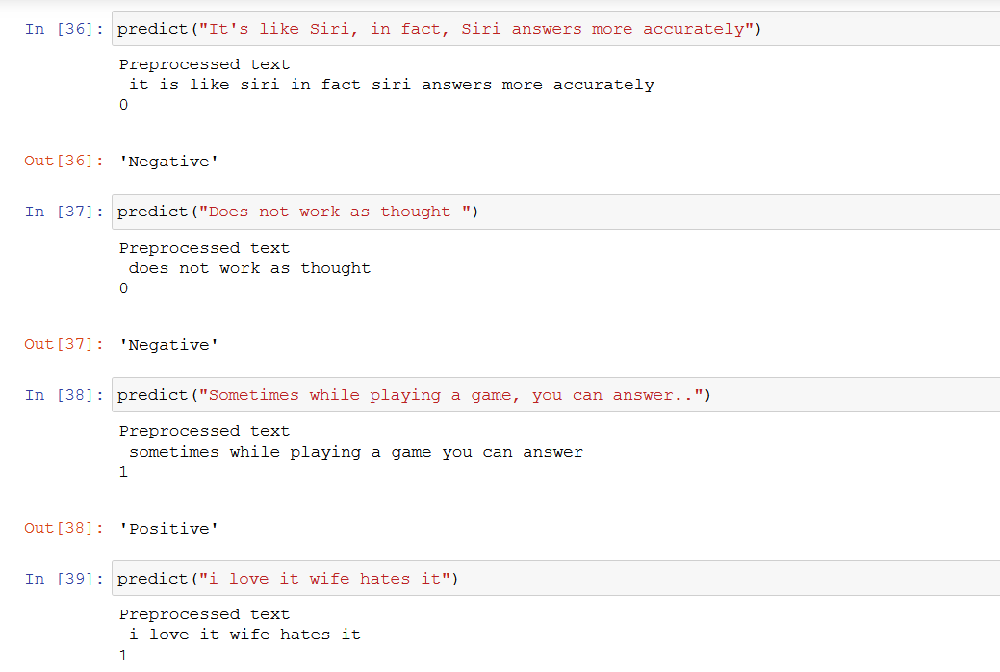 In [36]: predict("It's like Siri, in fact, Siri answers more accurately")
Preprocessed text
it is like siri in fact siri answers more accurately
0
Out[36]: 'Negative'
In [37]: predict("Does not work as thought ")
Preprocessed text
does not work as thought
0
Out[37]: 'Negative'
In [38]: predict("Sometimes while playing a game, you can answer..")
Preprocessed text
sometimes while playing a game you can answer
1
Out[38]: 'Positive'
In [39]: predict("i love it wife hates it")
Preprocessed text
i love it wife hates it
1